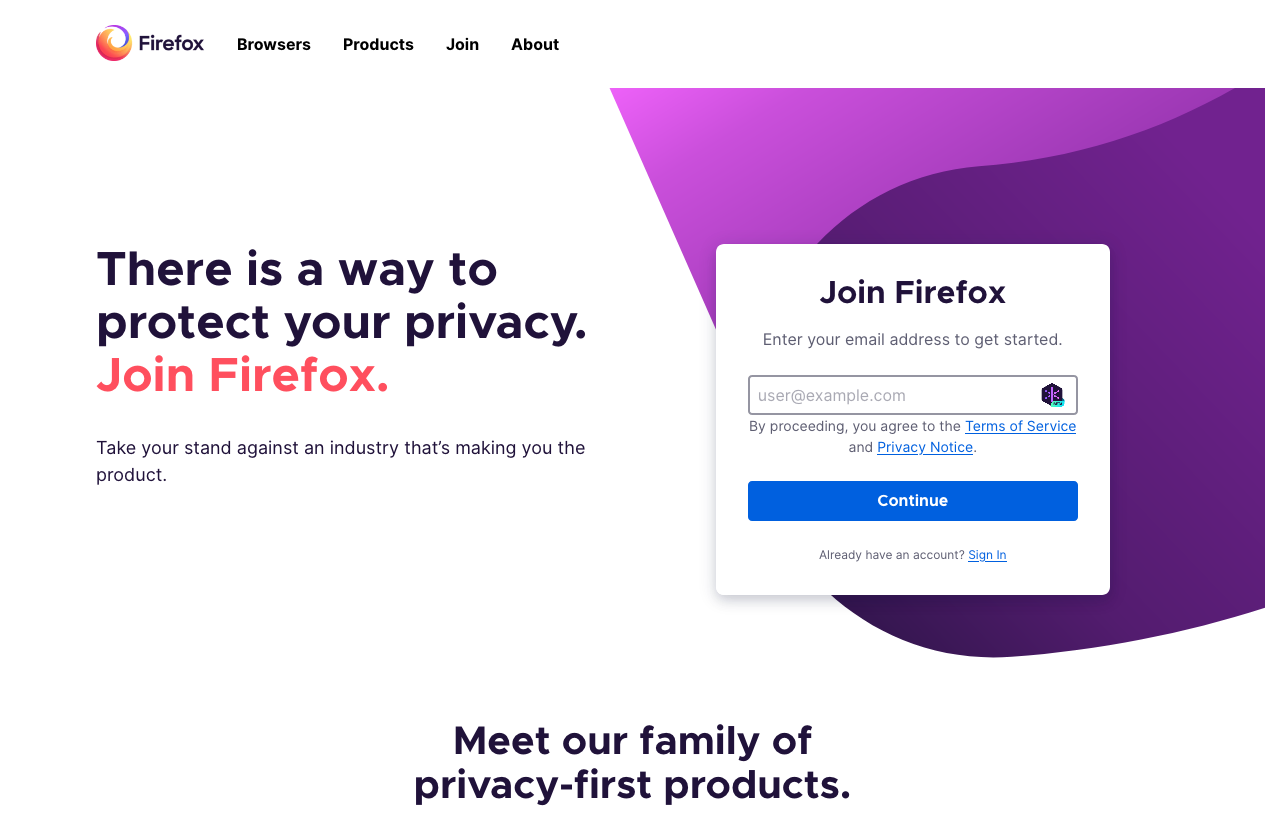 Firefox
Browsers
Products
Join
About
There is a way to
protect your privacy.
Join Firefox.
Take your stand against an industry that’s making you the
product.
Join Firefox
Enter your email address to get started.
user@example.com
By proceeding, you agree to the Terms of Service
and Privacy Notice.
Continue
Already have an account? Sign In
Meet our family of
privacy-first products.